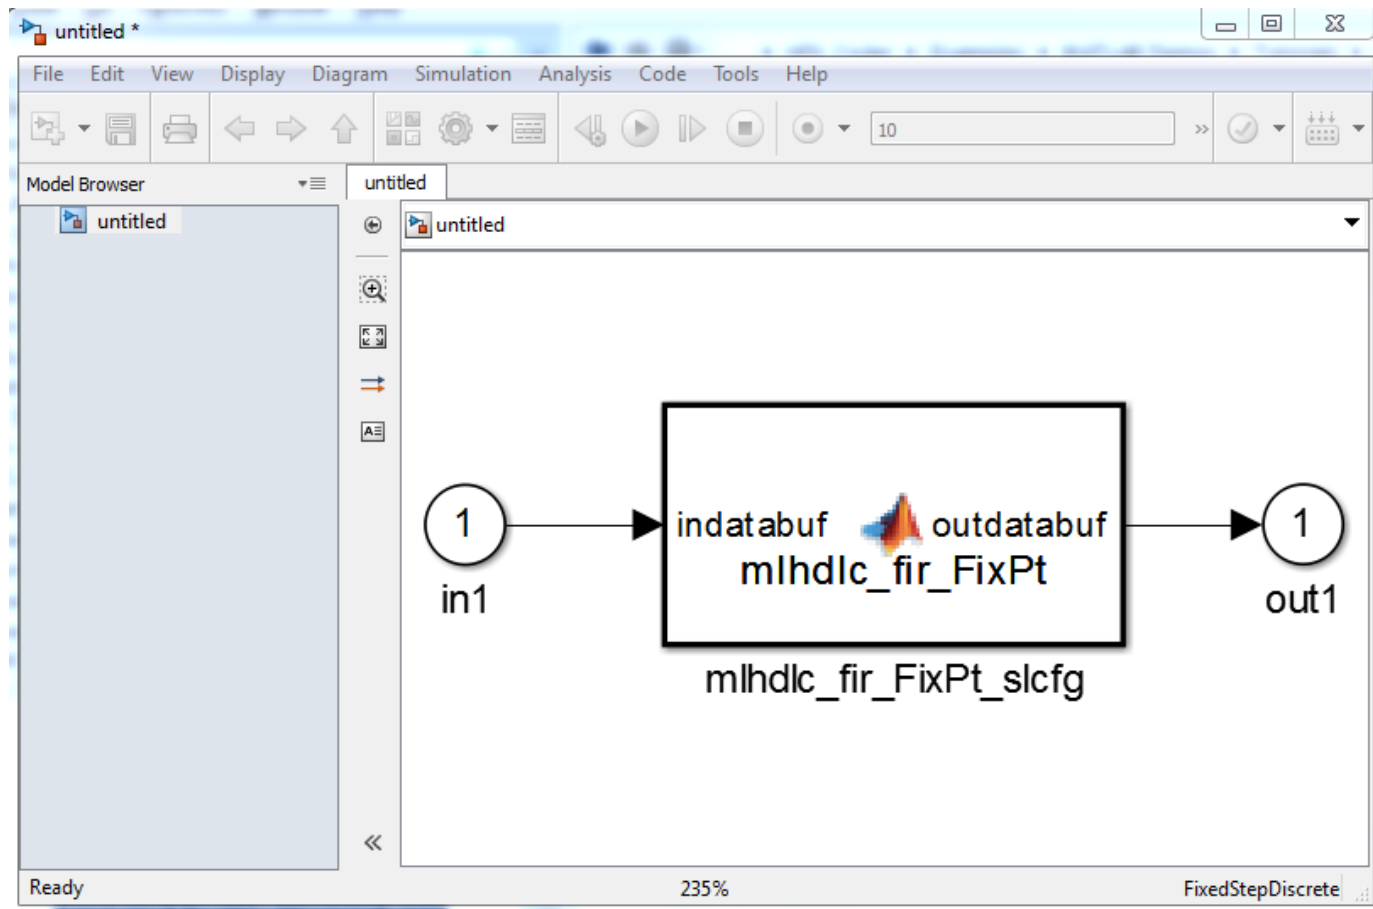 untitled *
File Edit View Display Diagram Simulation Analysis Code Tools Help
10 »
Model Browser untitled
untitled untitled
1 indatabuf outdatabuf 1
mlhdlc_fir_FixPt
in1 out1
mlhdlc_fir_FixPt_slcfg
Ready 235% FixedStepDiscrete